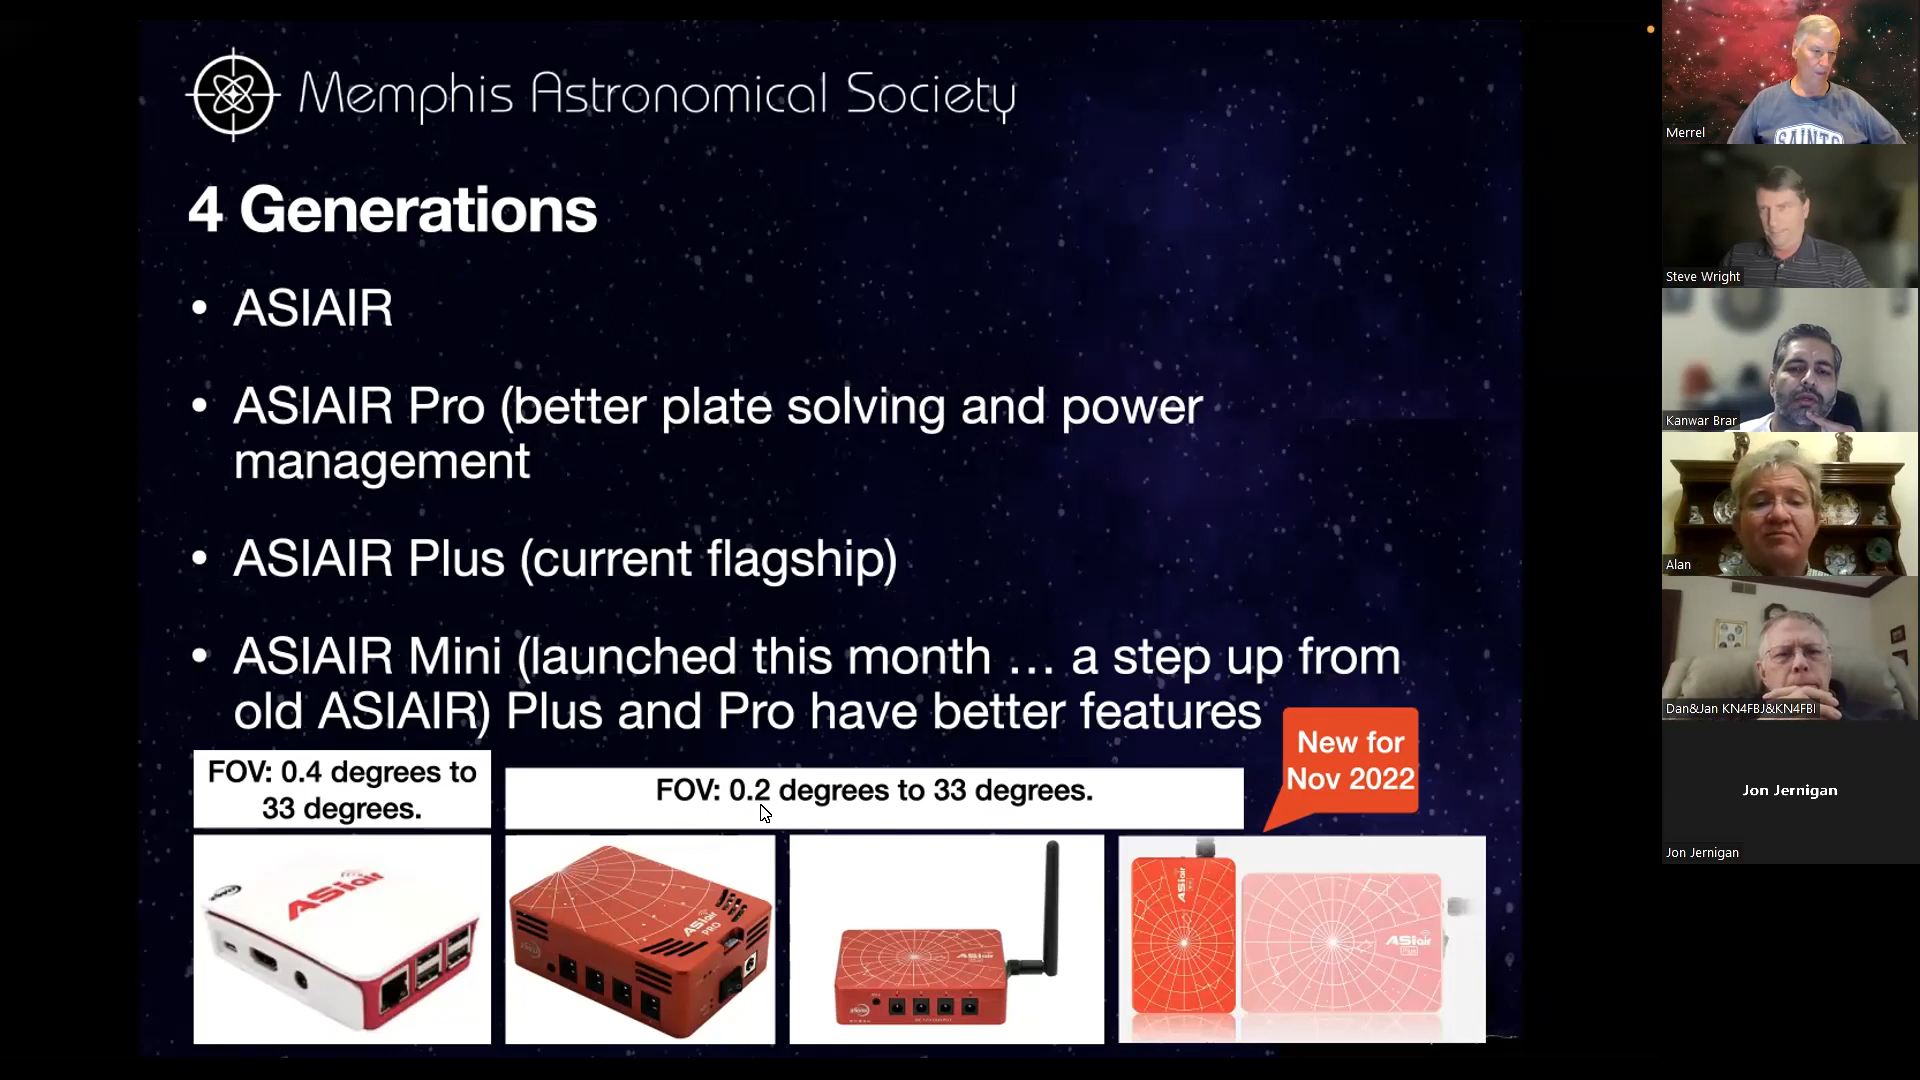 Memphis Astronomical Society
4 Generations
• ASIAIR
• ASIAIR Pro (better plate solving and power
management
• ASIAIR Plus (current flagship)
• ASIAIR Mini (launched this month … a step up from
old ASIAIR) Plus and Pro have better features
New for
Nov 2022
FOV: 0.4 degrees to
33 degrees.
FOV: 0.2 degrees to 33 degrees.
ASIair
ASIair
PRO
ASIair
ASIair
ASIair
Plus
SAINTS
Merrel
Steve Wright
Kanwar Brar
Alan
Dan&Jan KN4FBJ&KN4FBI
Jon Jernigan
Jon Jernigan